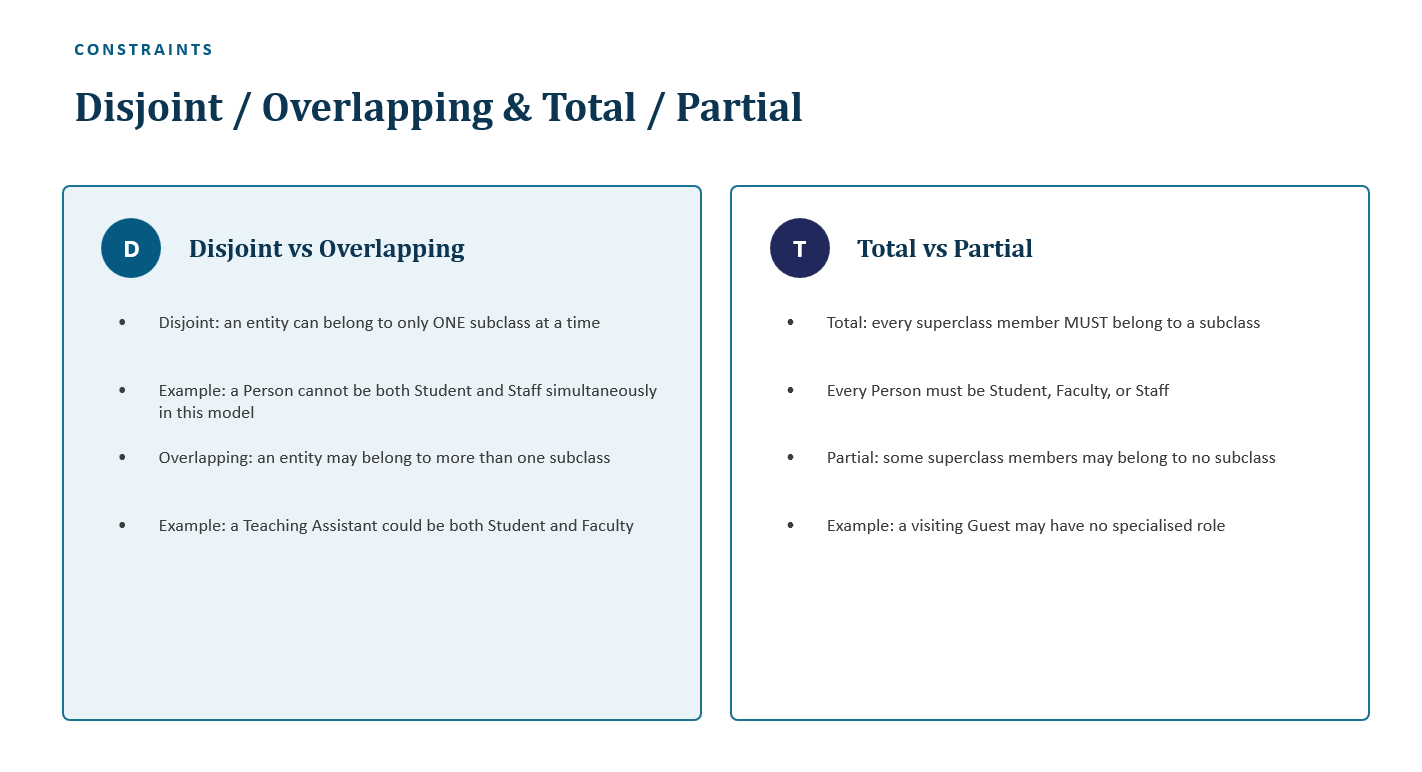 CONSTRAINTS
Disjoint / Overlapping & Total / Partial
D
Disjoint vs Overlapping
• Disjoint: an entity can belong to only ONE subclass at a time
• Example: a Person cannot be both Student and Staff simultaneously
in this model
• Overlapping: an entity may belong to more than one subclass
• Example: a Teaching Assistant could be both Student and Faculty
T
Total vs Partial
• Total: every superclass member MUST belong to a subclass
• Every Person must be Student, Faculty, or Staff
• Partial: some superclass members may belong to no subclass
• Example: a visiting Guest may have no specialised role